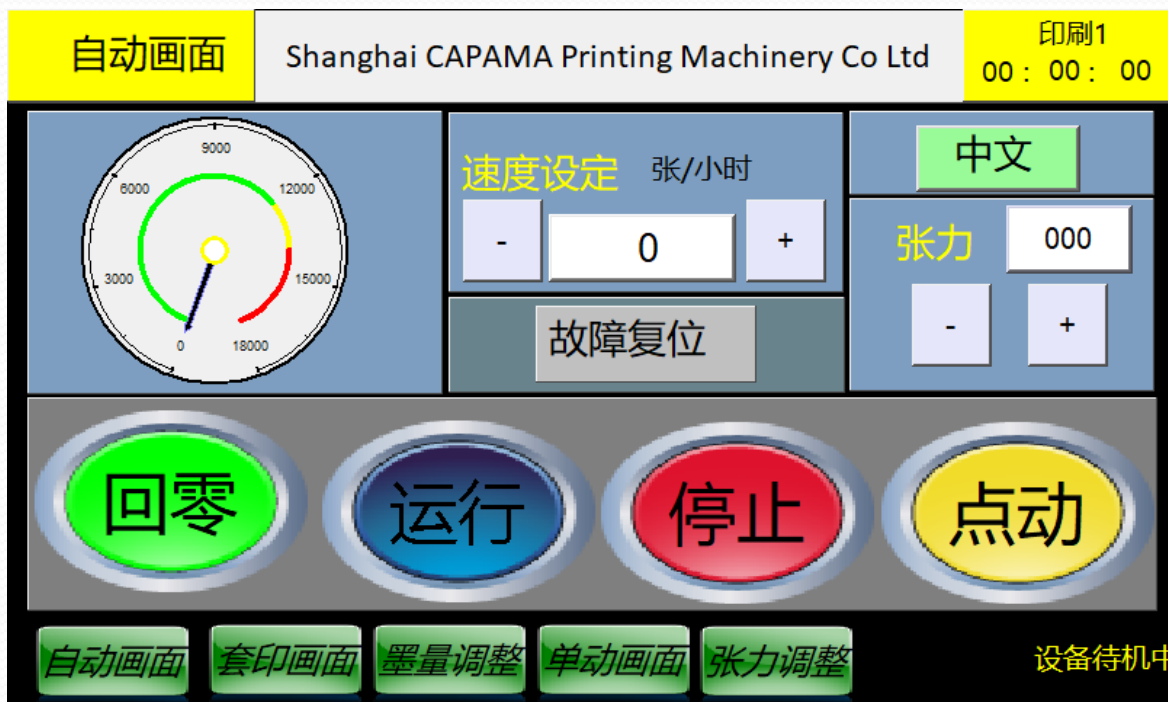 自动画面
Shanghai CAPAMA Printing Machinery Co Ltd
印刷1
00： 00： 00
9000
6000
12000
3000
15000
0
18000
速度设定 张/小时
- 0 +
故障复位
中文
张力 000
- +
回零 运行 停止 点动
自动画面 套印画面 墨量调整 单动画面 张力调整 设备待机中